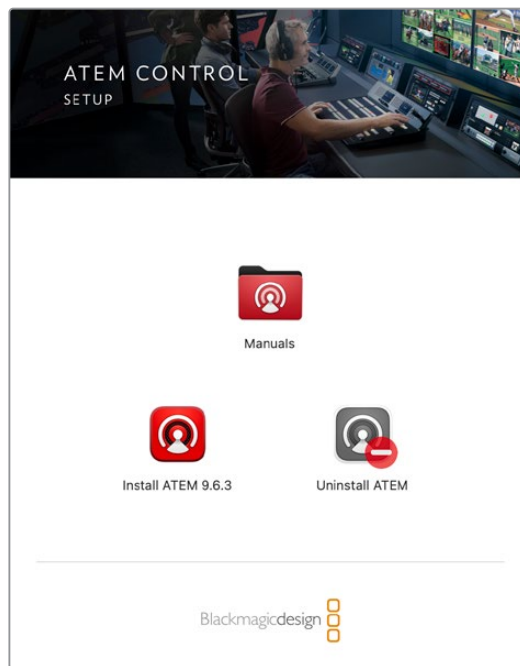 ATEM CONTROL
SETUP
Manuals
Install ATEM 9.6.3
Uninstall ATEM
Blackmagicdesign